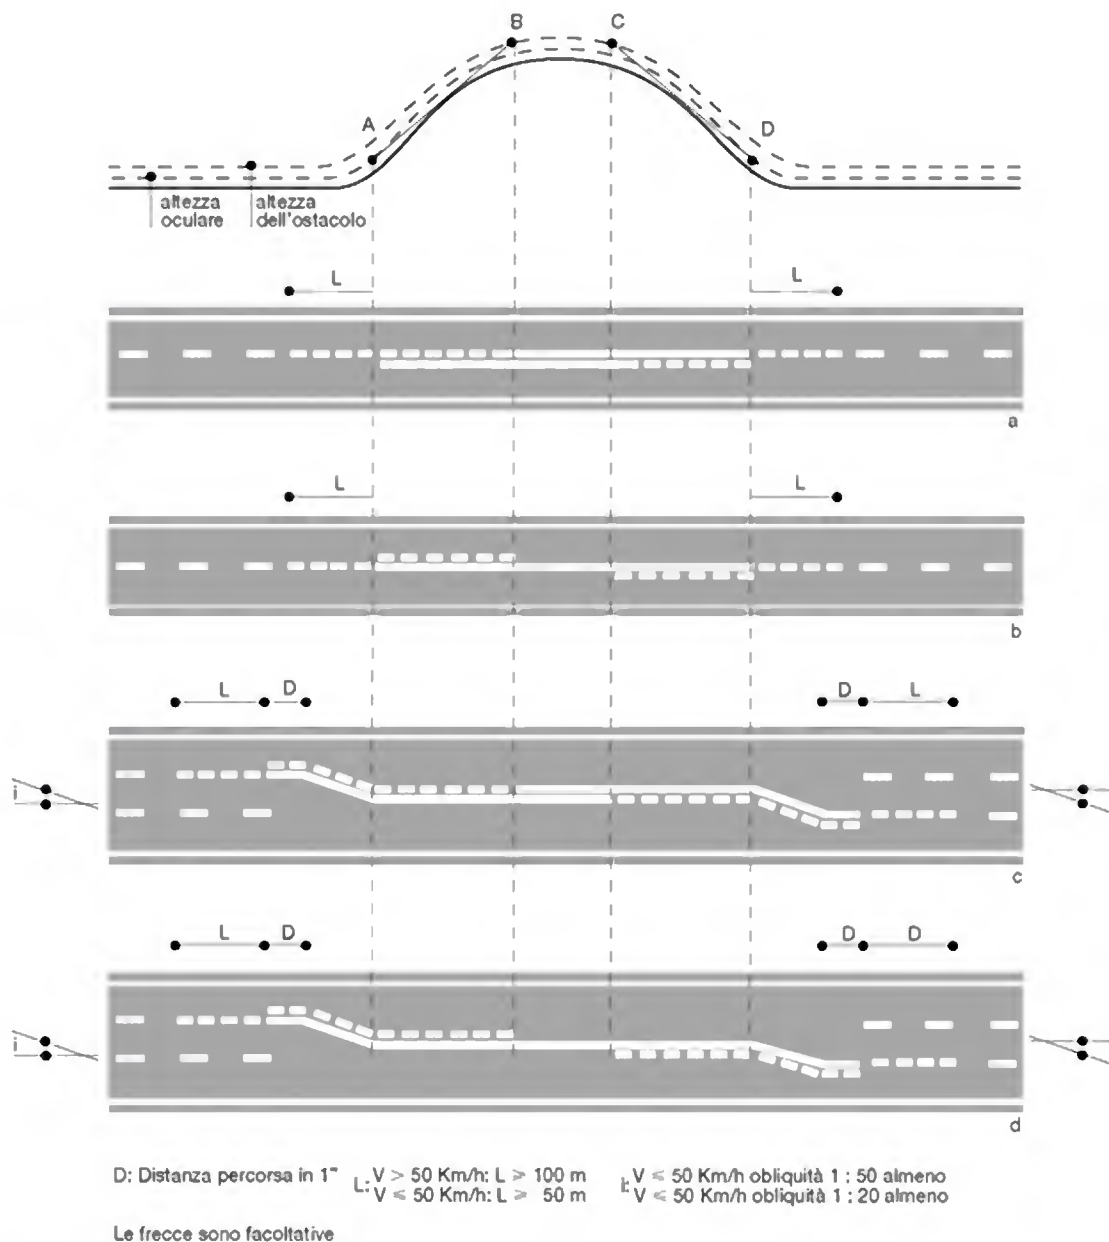 B C
A D
altezza oculare
altezza dell'ostacolo
L L
a
L L
b
L D D L
i
c
L D D D
i
d
D: Distanza percorsa in 1"
L: V > 50 Km/h: L ≥ 100 m
V ≤ 50 Km/h: L ≥ 50 m
i: V ≤ 50 Km/h obliquità 1 : 50 almeno
V ≤ 50 Km/h obliquità 1 : 20 almeno
Le frecce sono facoltative